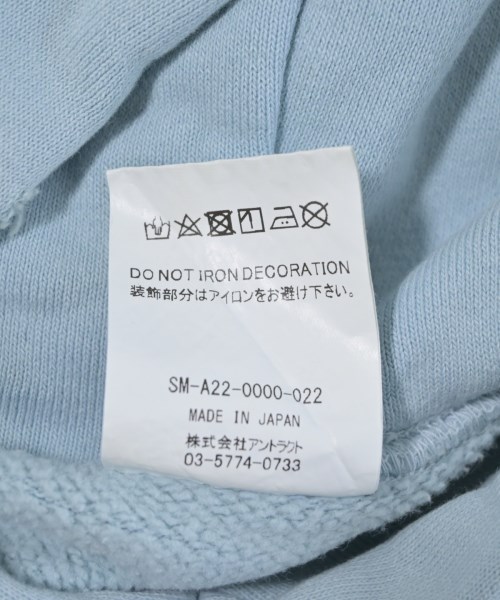 DO NOT IRON DECORATION
装飾部分はアイロンをお避け下さい。
SM-A22-0000-022
MADE IN JAPAN
株式会社アントラクト
03-5774-0733